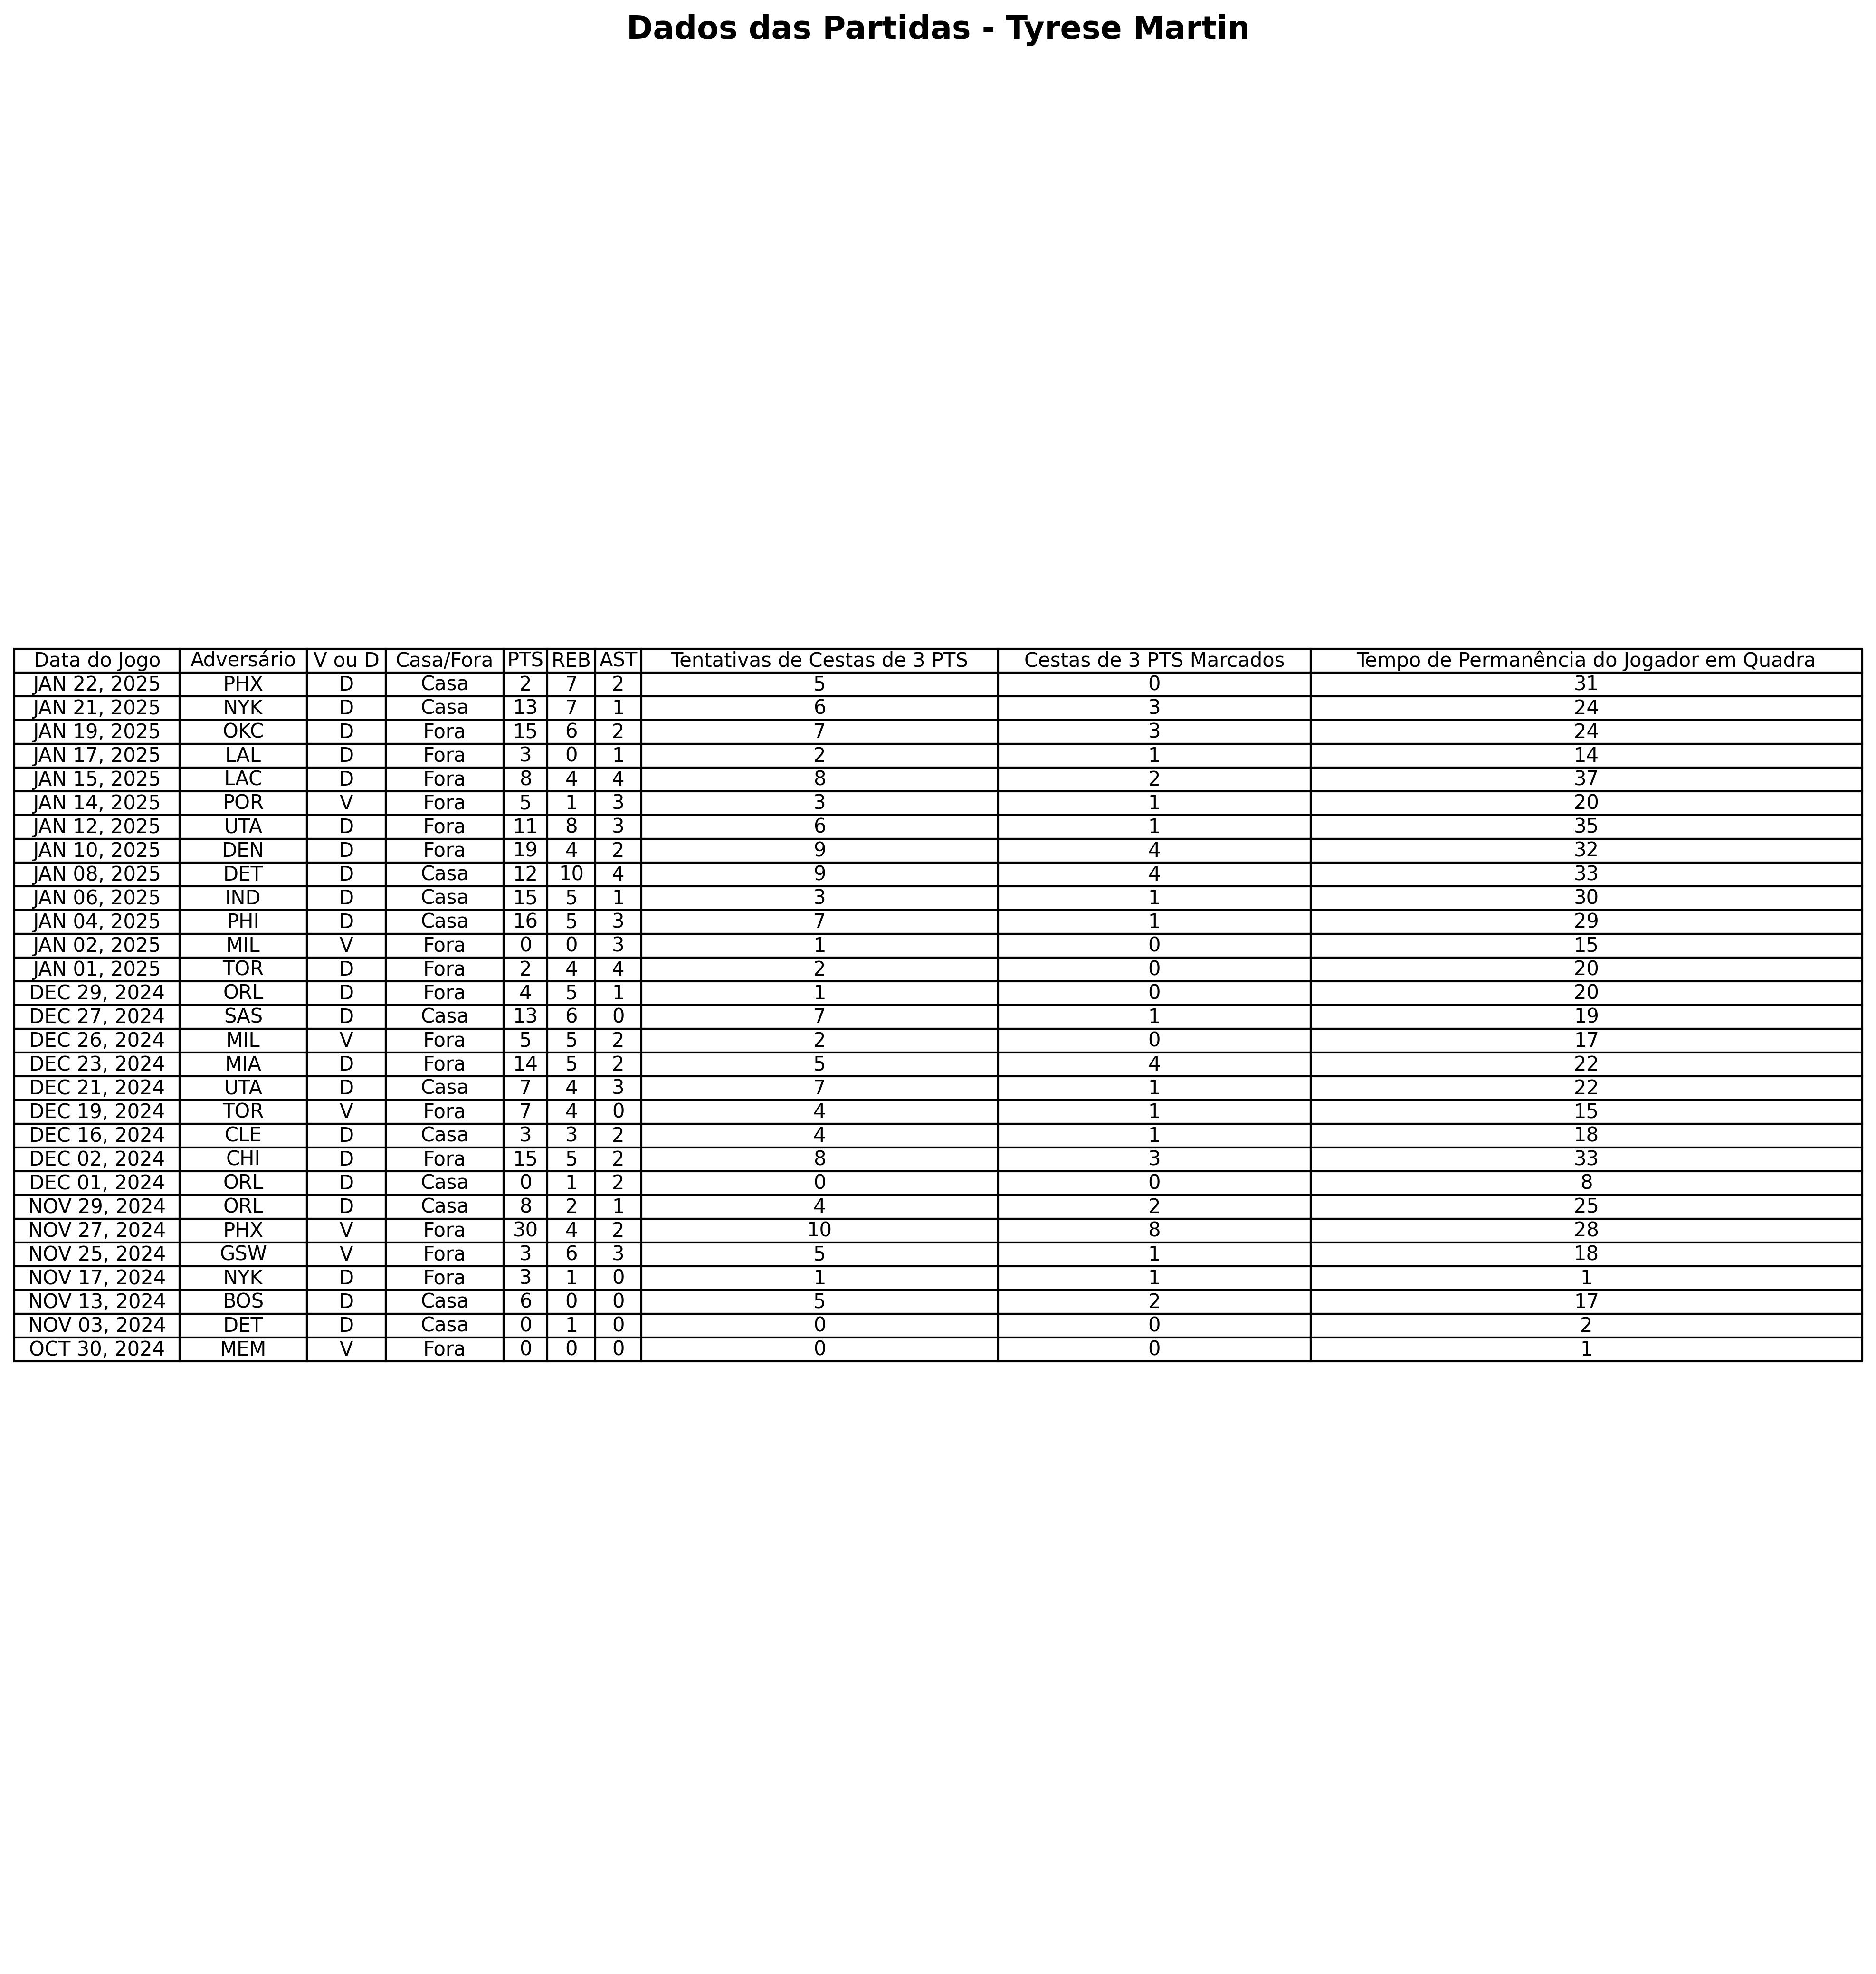 Dados das Partidas - Tyrese Martin
Data do Jogo Adversário V ou D Casa/Fora PTS REB AST Tentativas de Cestas de 3 PTS Cestas de 3 PTS Marcados Tempo de Permanência do Jogador em Quadra
JAN 22, 2025 PHX D Casa 2 7 2 5 0 31
JAN 21, 2025 NYK D Casa 13 7 1 6 3 24
JAN 19, 2025 OKC D Fora 15 6 2 7 3 24
JAN 17, 2025 LAL D Fora 3 0 1 2 1 14
JAN 15, 2025 LAC D Fora 8 4 4 8 2 37
JAN 14, 2025 POR V Fora 5 1 3 3 1 20
JAN 12, 2025 UTA D Fora 11 8 3 6 1 35
JAN 10, 2025 DEN D Fora 19 4 2 9 4 32
JAN 08, 2025 DET D Casa 12 10 4 9 4 33
JAN 06, 2025 IND D Casa 15 5 1 3 1 30
JAN 04, 2025 PHI D Casa 16 5 3 7 1 29
JAN 02, 2025 MIL V Fora 0 0 3 1 0 15
JAN 01, 2025 TOR D Fora 2 4 4 2 0 20
DEC 29, 2024 ORL D Fora 4 5 1 1 0 20
DEC 27, 2024 SAS D Casa 13 6 0 7 1 19
DEC 26, 2024 MIL V Fora 5 5 2 2 0 17
DEC 23, 2024 MIA D Fora 14 5 2 5 4 22
DEC 21, 2024 UTA D Casa 7 4 3 7 1 22
DEC 19, 2024 TOR V Fora 7 4 0 4 1 15
DEC 16, 2024 CLE D Casa 3 3 2 4 1 18
DEC 02, 2024 CHI D Fora 15 5 2 8 3 33
DEC 01, 2024 ORL D Casa 0 1 2 0 0 8
NOV 29, 2024 ORL D Casa 8 2 1 4 2 25
NOV 27, 2024 PHX V Fora 30 4 2 10 8 28
NOV 25, 2024 GSW V Fora 3 6 3 5 1 18
NOV 17, 2024 NYK D Fora 3 1 0 1 1 1
NOV 13, 2024 BOS D Casa 6 0 0 5 2 17
NOV 03, 2024 DET D Casa 0 1 0 0 0 2
OCT 30, 2024 MEM V Fora 0 0 0 0 0 1